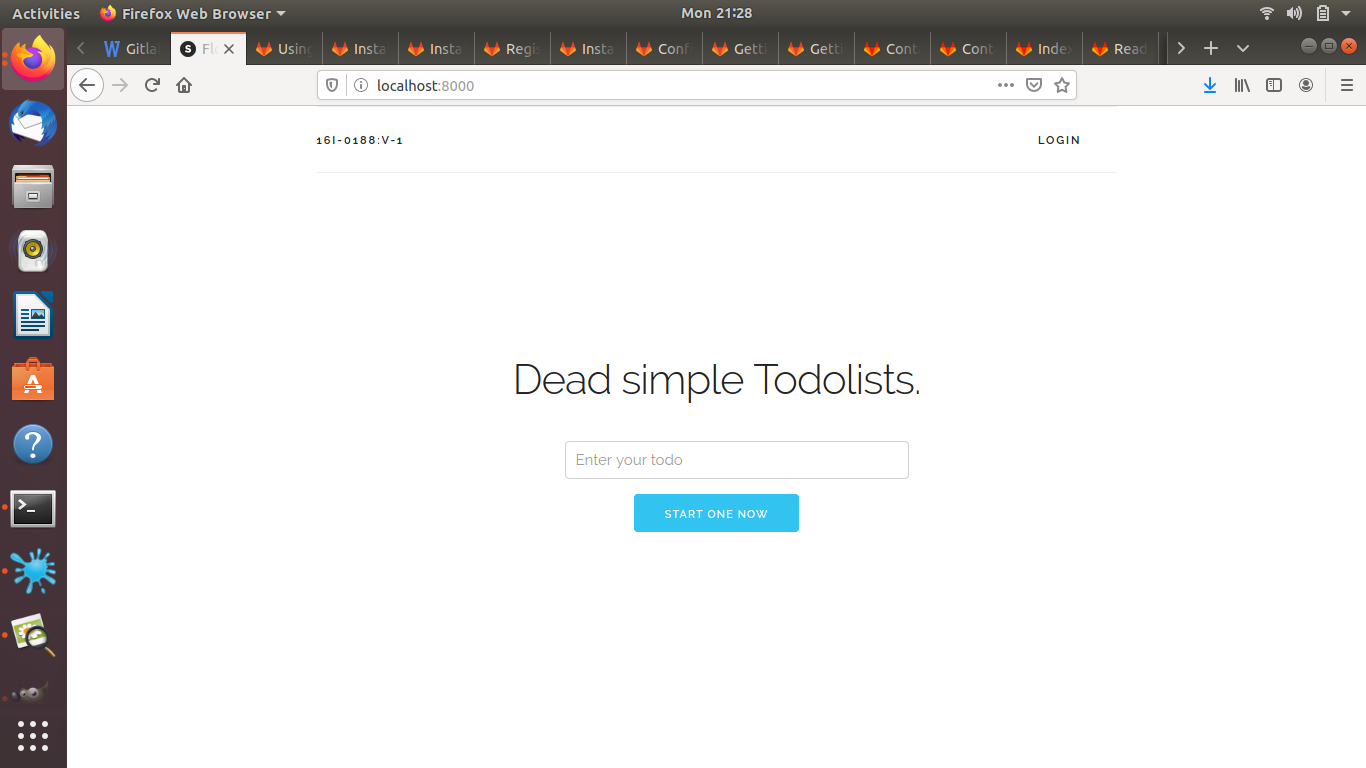 Activities Firefox Web Browser Mon 21:28
Gitla Flo Using Insta Insta Regis Insta Conf Getti Getti Cont Cont Index Read
localhost:8000
16I-0188:V-1 LOGIN
Dead simple Todolists.
Enter your todo
START ONE NOW